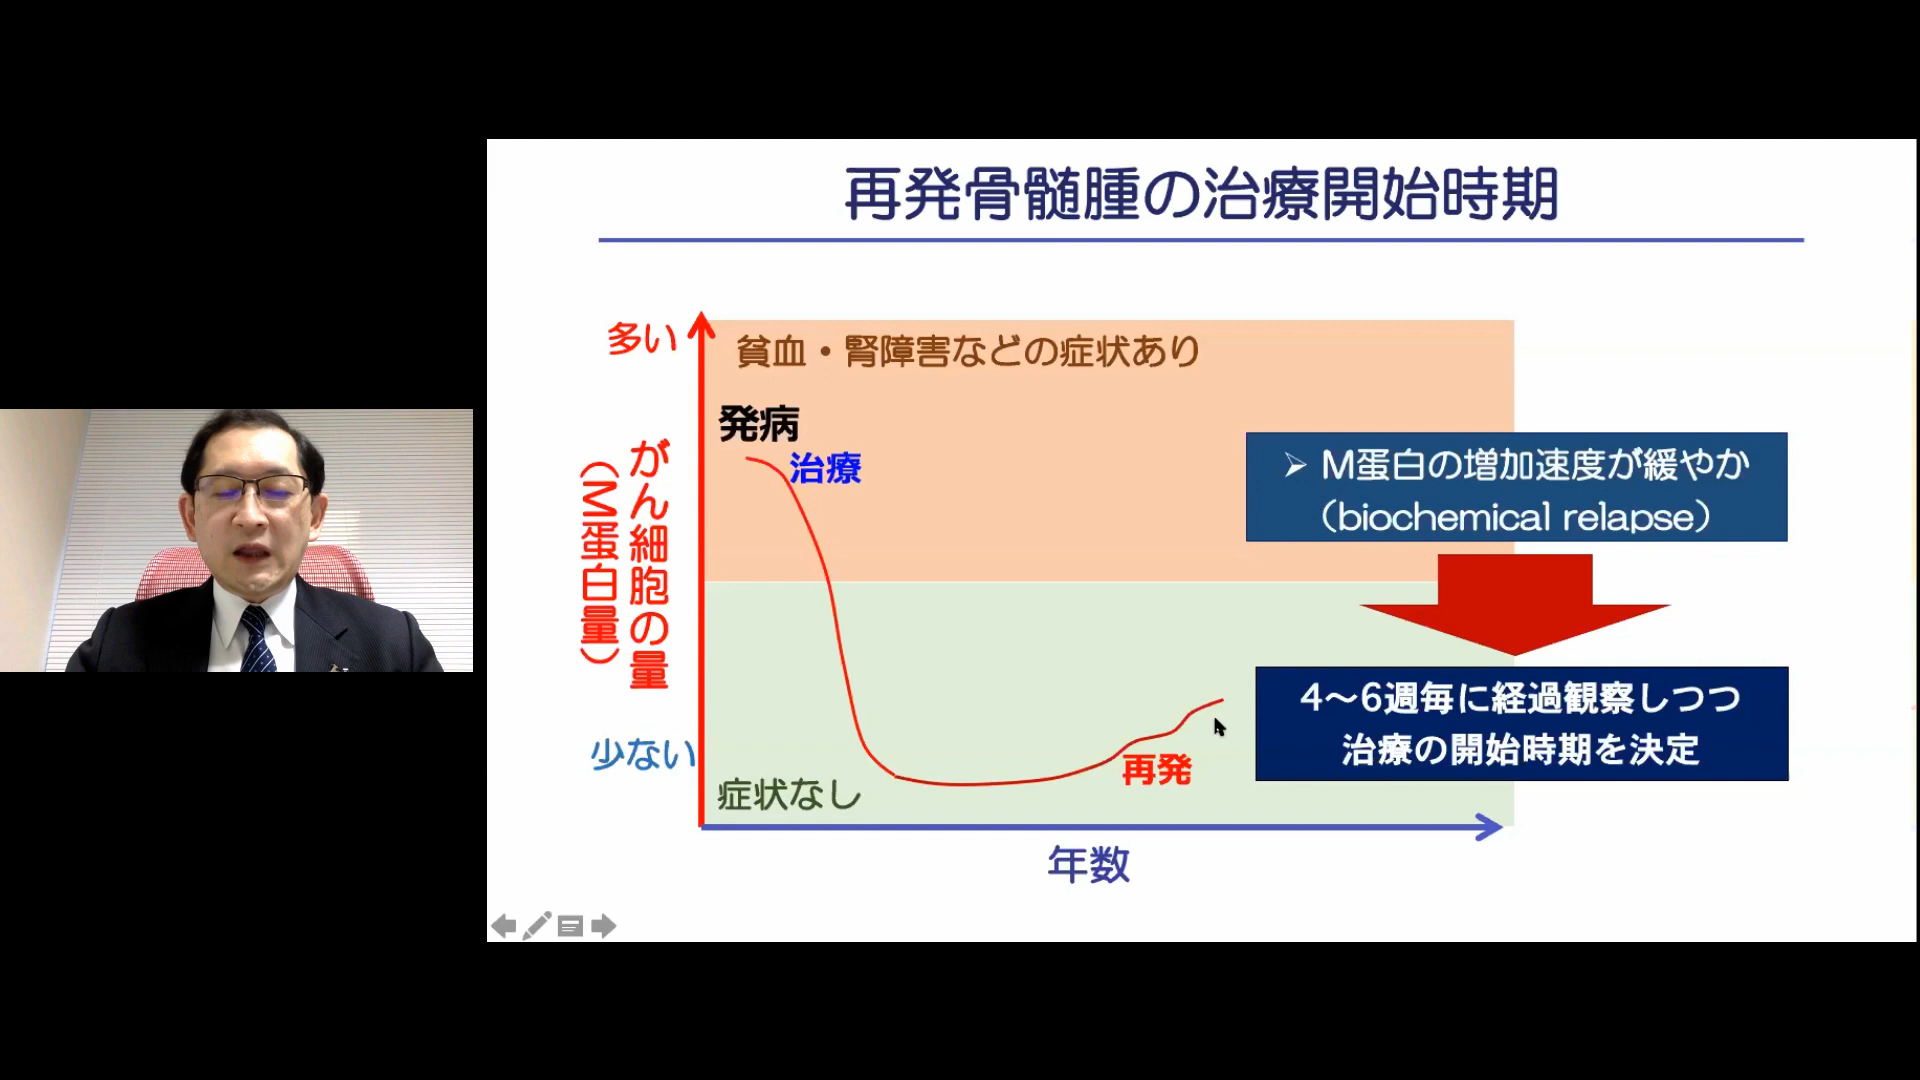 再発骨髄腫の治療開始時期
多い
貧血・腎障害などの症状あり
発病
治療
がん細胞の量
（M蛋白量）
➢ M蛋白の増加速度が緩やか
（biochemical relapse）
4～6週毎に経過観察しつつ
治療の開始時期を決定
少ない
再発
症状なし
年数